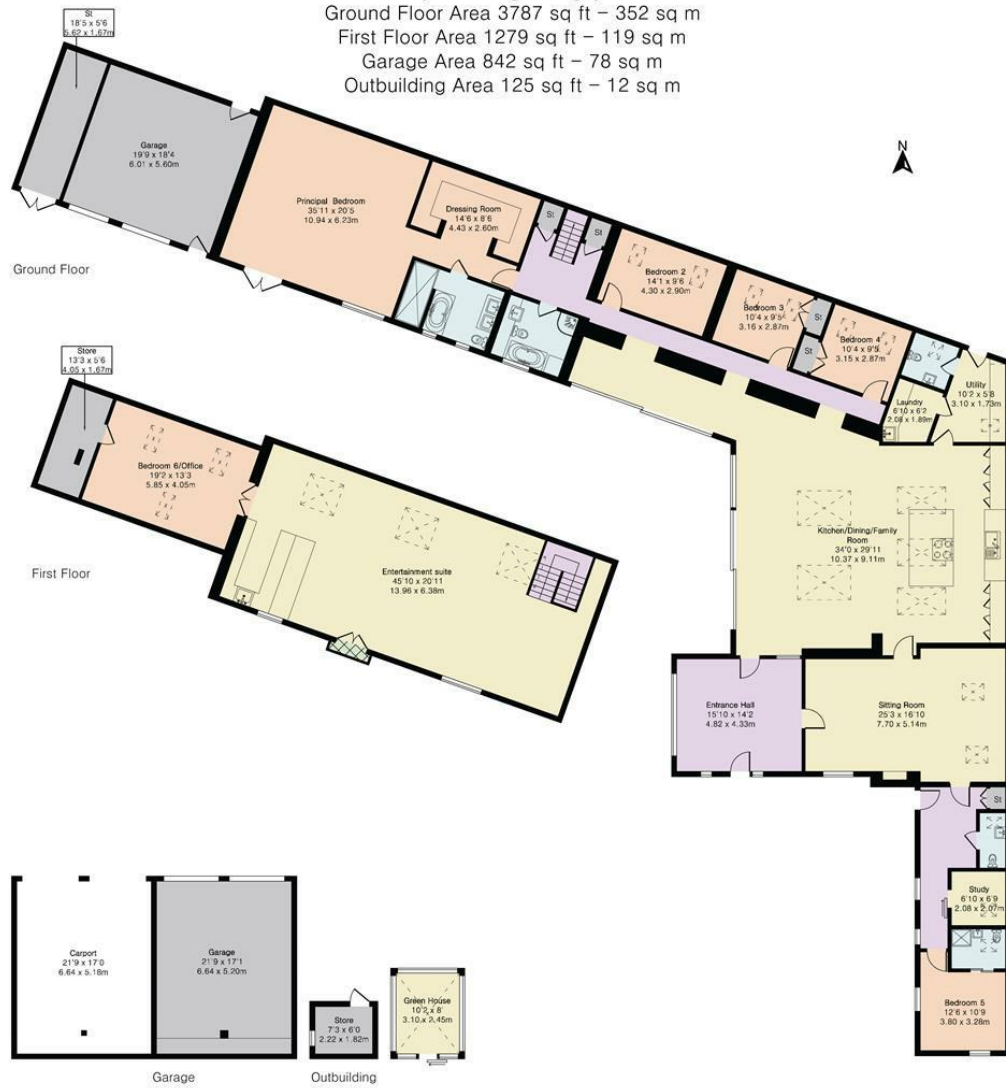 Ground Floor Area 3787 sq ft – 352 sq m
First Floor Area 1279 sq ft – 119 sq m
Garage Area 842 sq ft – 78 sq m
Outbuilding Area 125 sq ft – 12 sq m
St
18'5 x 5'6
5.62 x 1.67m
Garage
19'9 x 18'4
6.01 x 5.60m
N
Principal Bedroom
35'11 x 20'5
10.94 x 6.23m
Dressing Room
14'6 x 8'6
4.43 x 2.60m
St
St
Bedroom 2
14'1 x 9'6
4.30 x 2.90m
Bedroom 3
10'4 x 9'5
3.16 x 2.87m
St
St
Bedroom 4
10'4 x 9'5
3.15 x 2.87m
Laundry
6'10 x 6'2
2.08 x 1.89m
Utility
10'2 x 5'8
3.10 x 1.73m
Ground Floor
Store
13'3 x 5'6
4.05 x 1.67m
Bedroom 6/Office
19'2 x 13'3
5.85 x 4.05m
First Floor
Entertainment suite
45'10 x 20'11
13.96 x 6.38m
Kitchen/Dining/Family
Room
34'0 x 29'11
10.37 x 9.11m
Entrance Hall
15'10 x 14'2
4.82 x 4.33m
Sitting Room
25'3 x 16'10
7.70 x 5.14m
St
Study
6'10 x 6'9
2.08 x 2.07m
Bedroom 5
12'6 x 10'9
3.80 x 3.28m
Carport
21'9 x 17'0
6.64 x 5.18m
Garage
21'9 x 17'1
6.64 x 5.20m
Garage
Store
7'3 x 6'0
2.22 x 1.82m
Outbuilding
Green House
10'2 x 8'
3.10 x 2.45m